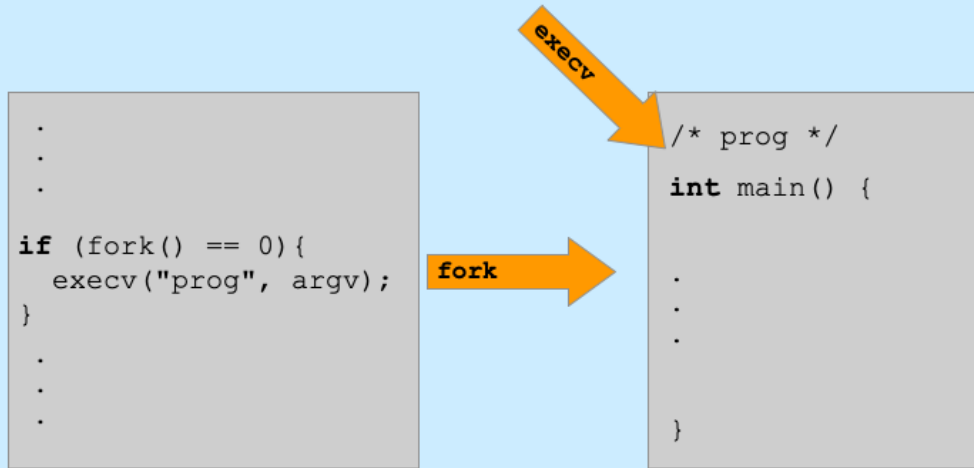 execv
.
.
.
if (fork() == 0){
  execv("prog", argv);
}
.
.
.
fork
/* prog */
int main() {
.
.
.
}